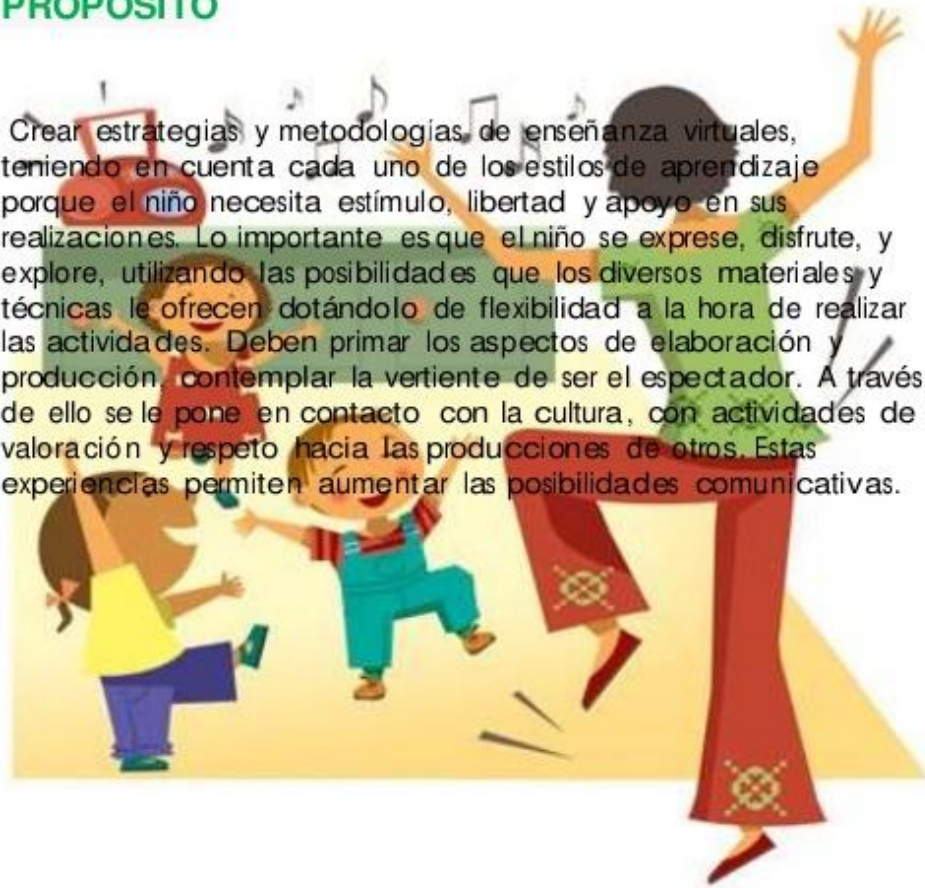 PROPÓSITO
Crear estrategias y metodologías de enseñanza virtuales,
teniendo en cuenta cada uno de los estilos de aprendizaje
porque el niño necesita estímulo, libertad y apoyo en sus
realizaciones. Lo importante es que el niño se exprese, disfrute, y
explore, utilizando las posibilidades que los diversos materiales y
técnicas le ofrecen dotándolo de flexibilidad a la hora de realizar
las actividades. Deben primar los aspectos de elaboración y
producción, contemplar la vertiente de ser el espectador. A través
de ello se le pone en contacto con la cultura, con actividades de
valoración y respeto hacia las producciones de otros. Estas
experiencias permiten aumentar las posibilidades comunicativas.